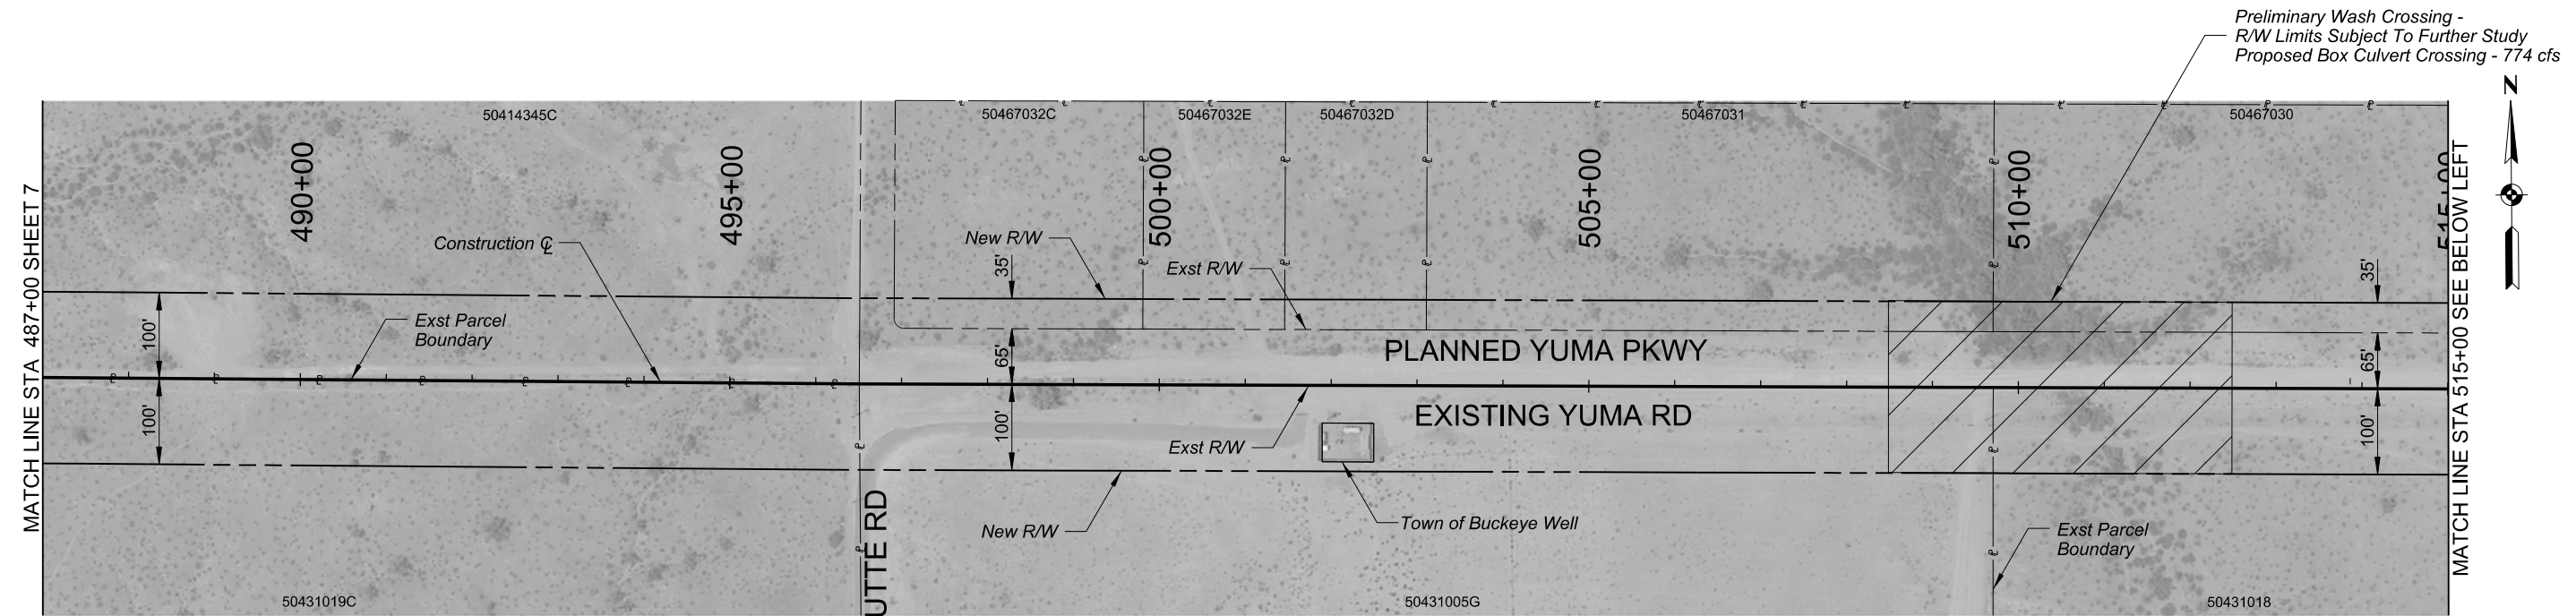 Preliminary Wash Crossing -
R/W Limits Subject To Further Study
Proposed Box Culvert Crossing - 774 cfs
N
50414345C
50467032C
50467032E
50467032D
50467031
50467030
490+00
495+00
500+00
505+00
510+00
515+00
MATCH LINE STA 487+00 SHEET 7
MATCH LINE STA 515+00 SEE BELOW LEFT
Construction ℄
New R/W
Exst R/W
35'
35'
Exst Parcel
Boundary
100'
65'
65'
PLANNED YUMA PKWY
EXISTING YUMA RD
100'
100'
100'
Exst R/W
New R/W
Town of Buckeye Well
Exst Parcel
Boundary
UTTE RD
50431019C
50431005G
50431018